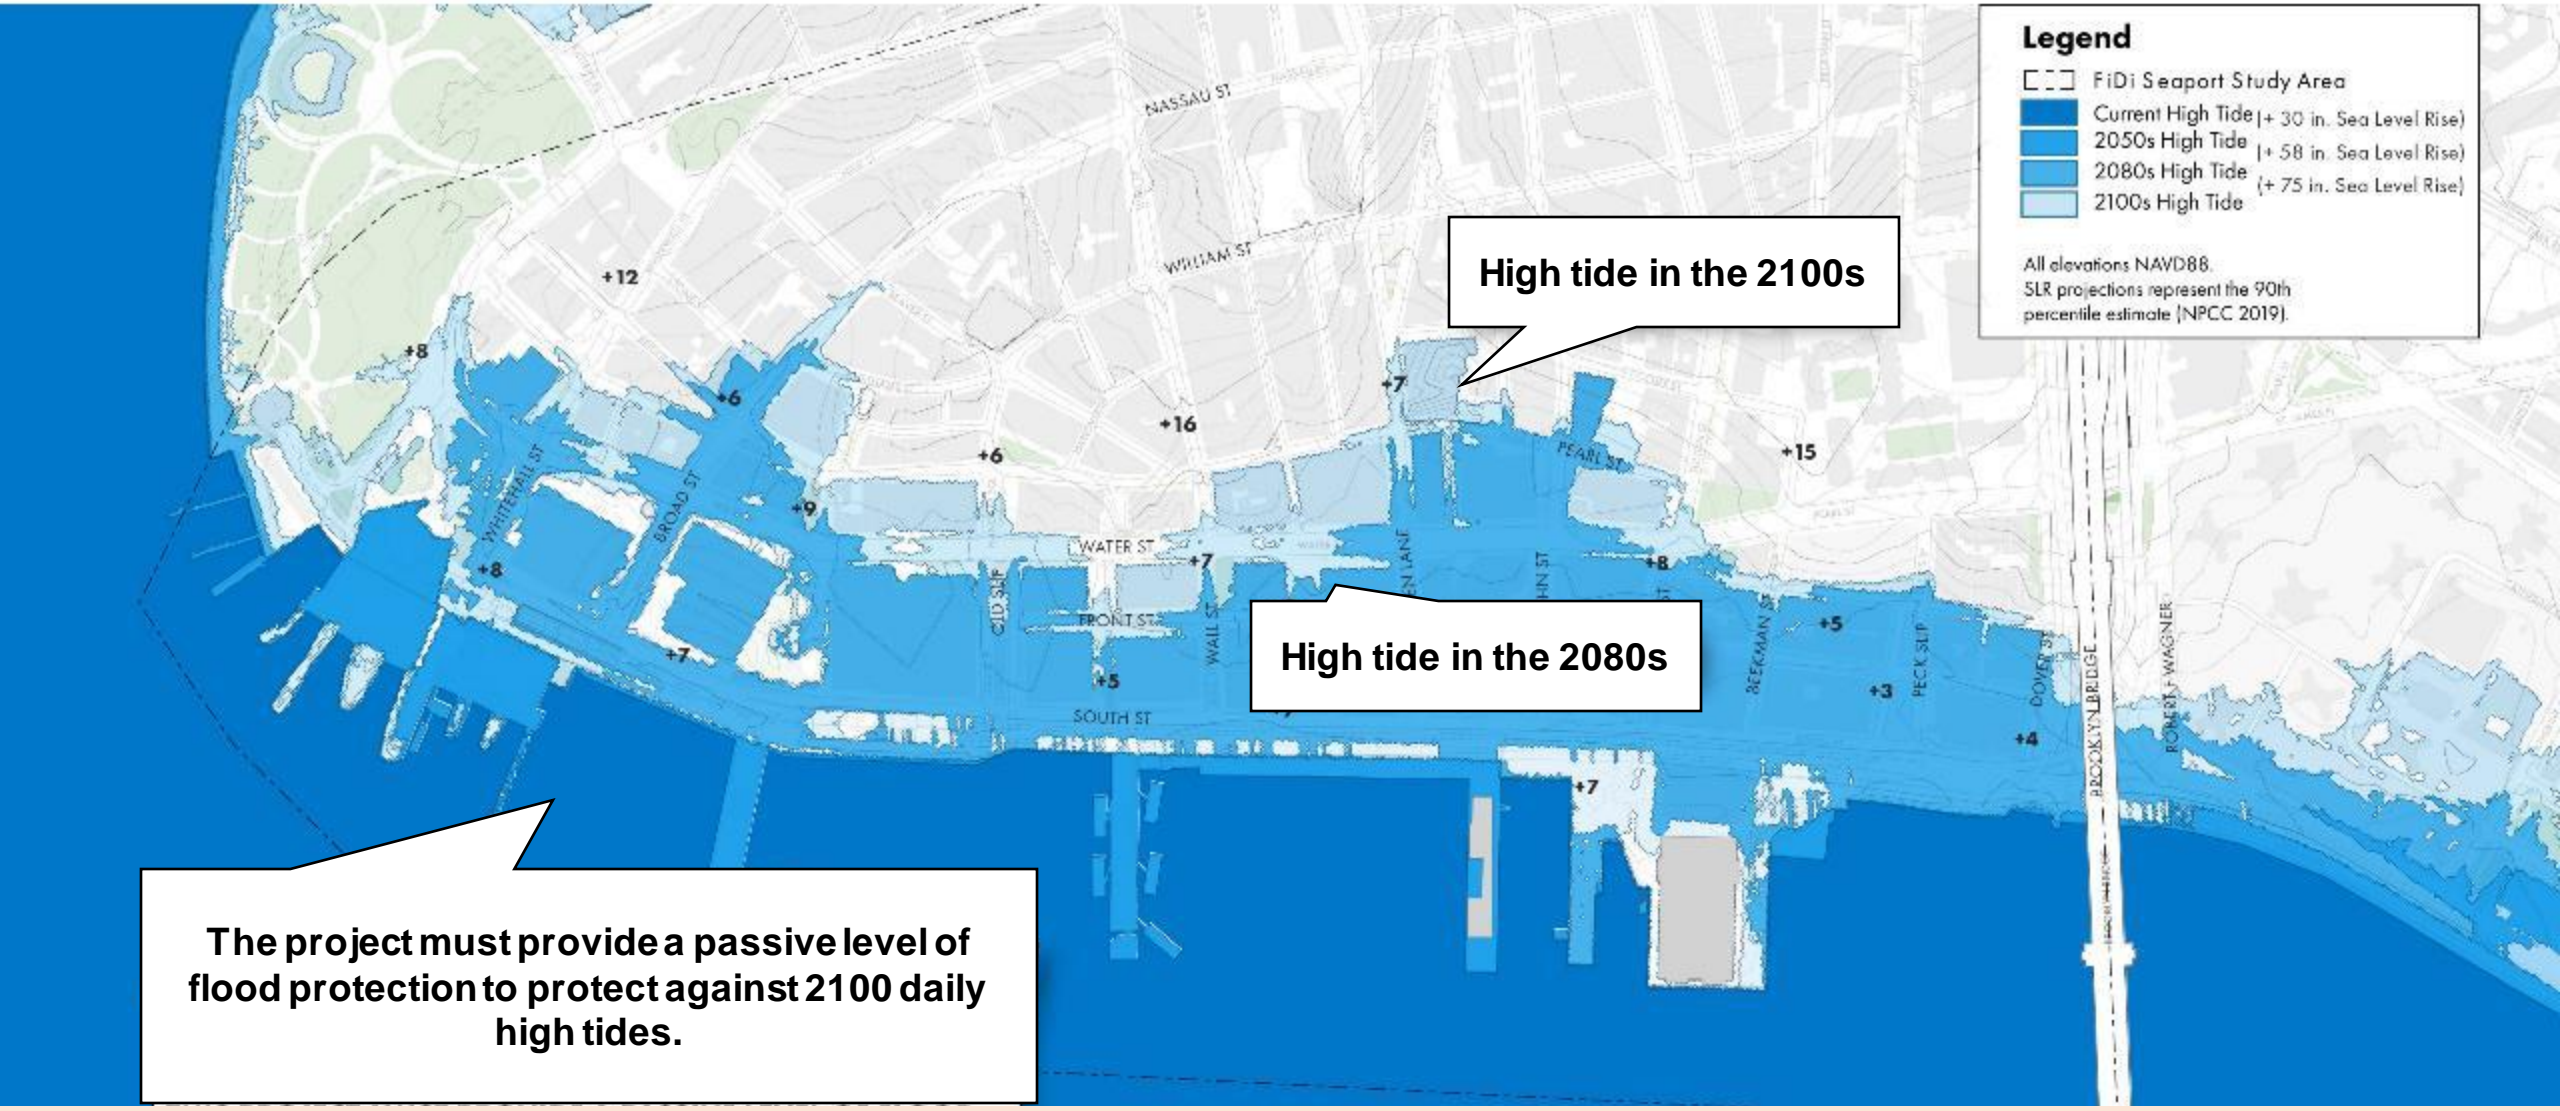 Legend
FiDi Seaport Study Area
Current High Tide
(+ 30 in. Sea Level Rise)
2050s High Tide
(+ 58 in. Sea Level Rise)
2080s High Tide
(+ 75 in. Sea Level Rise)
2100s High Tide
All elevations NAVD88.
SLR projections represent the 90th
percentile estimate (NPCC 2019).
NASSAU ST
WILLIAM ST
High tide in the 2100s
+12
+8
+7
+6
+16
+6
+15
PEARL ST
WHITEHALL ST
BROAD ST
+9
WATER ST
+7
+8
+8
OLD SLIP
FRONT ST
WALL ST
EN LANE
HN ST
ST
High tide in the 2080s
BEEKMAN ST
+5
PECK SLIP
DOVER ST
BROOKLYN BRIDGE
ROBERT F WAGNER
+7
+5
+3
SOUTH ST
+4
+7
The project must provide a passive level of
flood protection to protect against 2100 daily
high tides.